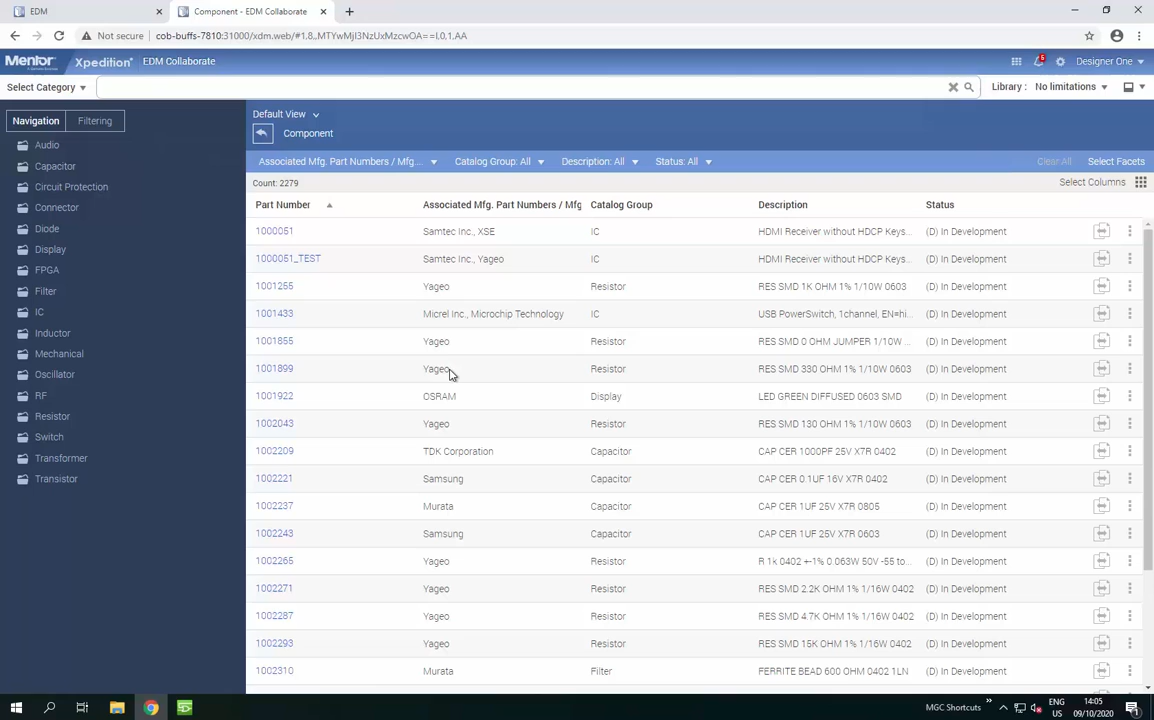 EDM
Component - EDM Collaborate
Not secure cob-buffs-7810:31000/xdm.web/#1,8,,MTYwMjI3NzUxMzcwOA==I,0,1,AA
Mentor Xpedition EDM Collaborate 5 Designer One
Select Category Library : No limitations
Navigation Filtering
Audio
Capacitor
Circuit Protection
Connector
Diode
Display
FPGA
Filter
IC
Inductor
Mechanical
Oscillator
RF
Resistor
Switch
Transformer
Transistor
Default View
Component
Associated Mfg. Part Numbers / Mfg.... Catalog Group: All Description: All Status: All Clear All Select Facets
Count: 2279 Select Columns
Part Number Associated Mfg. Part Numbers / Mfg Catalog Group Description Status
1000051 Samtec Inc., XSE IC HDMI Receiver without HDCP Keys... (D) In Development
1000051_TEST Samtec Inc., Yageo IC HDMI Receiver without HDCP Keys... (D) In Development
1001255 Yageo Resistor RES SMD 1K OHM 1% 1/10W 0603 (D) In Development
1001433 Micrel Inc., Microchip Technology IC USB PowerSwitch, 1channel, EN=hi... (D) In Development
1001855 Yageo Resistor RES SMD 0 OHM JUMPER 1/10W ... (D) In Development
1001899 Yageo Resistor RES SMD 330 OHM 1% 1/10W 0603 (D) In Development
1001922 OSRAM Display LED GREEN DIFFUSED 0603 SMD (D) In Development
1002043 Yageo Resistor RES SMD 130 OHM 1% 1/10W 0603 (D) In Development
1002209 TDK Corporation Capacitor CAP CER 1000PF 25V X7R 0402 (D) In Development
1002221 Samsung Capacitor CAP CER 0.1UF 16V X7R 0402 (D) In Development
1002237 Murata Capacitor CAP CER 1UF 25V X7R 0805 (D) In Development
1002243 Samsung Capacitor CAP CER 1UF 25V X7R 0603 (D) In Development
1002265 Yageo Resistor R 1k 0402 +-1% 0.063W 50V -55 to... (D) In Development
1002271 Yageo Resistor RES SMD 2.2K OHM 1% 1/16W 0402 (D) In Development
1002287 Yageo Resistor RES SMD 4.7K OHM 1% 1/16W 0402 (D) In Development
1002293 Yageo Resistor RES SMD 15K OHM 1% 1/16W 0402 (D) In Development
1002310 Murata Filter FERRITE BEAD 600 OHM 0402 1LN (D) In Development
MGC Shortcuts ENG US 14:05 09/10/2020 1